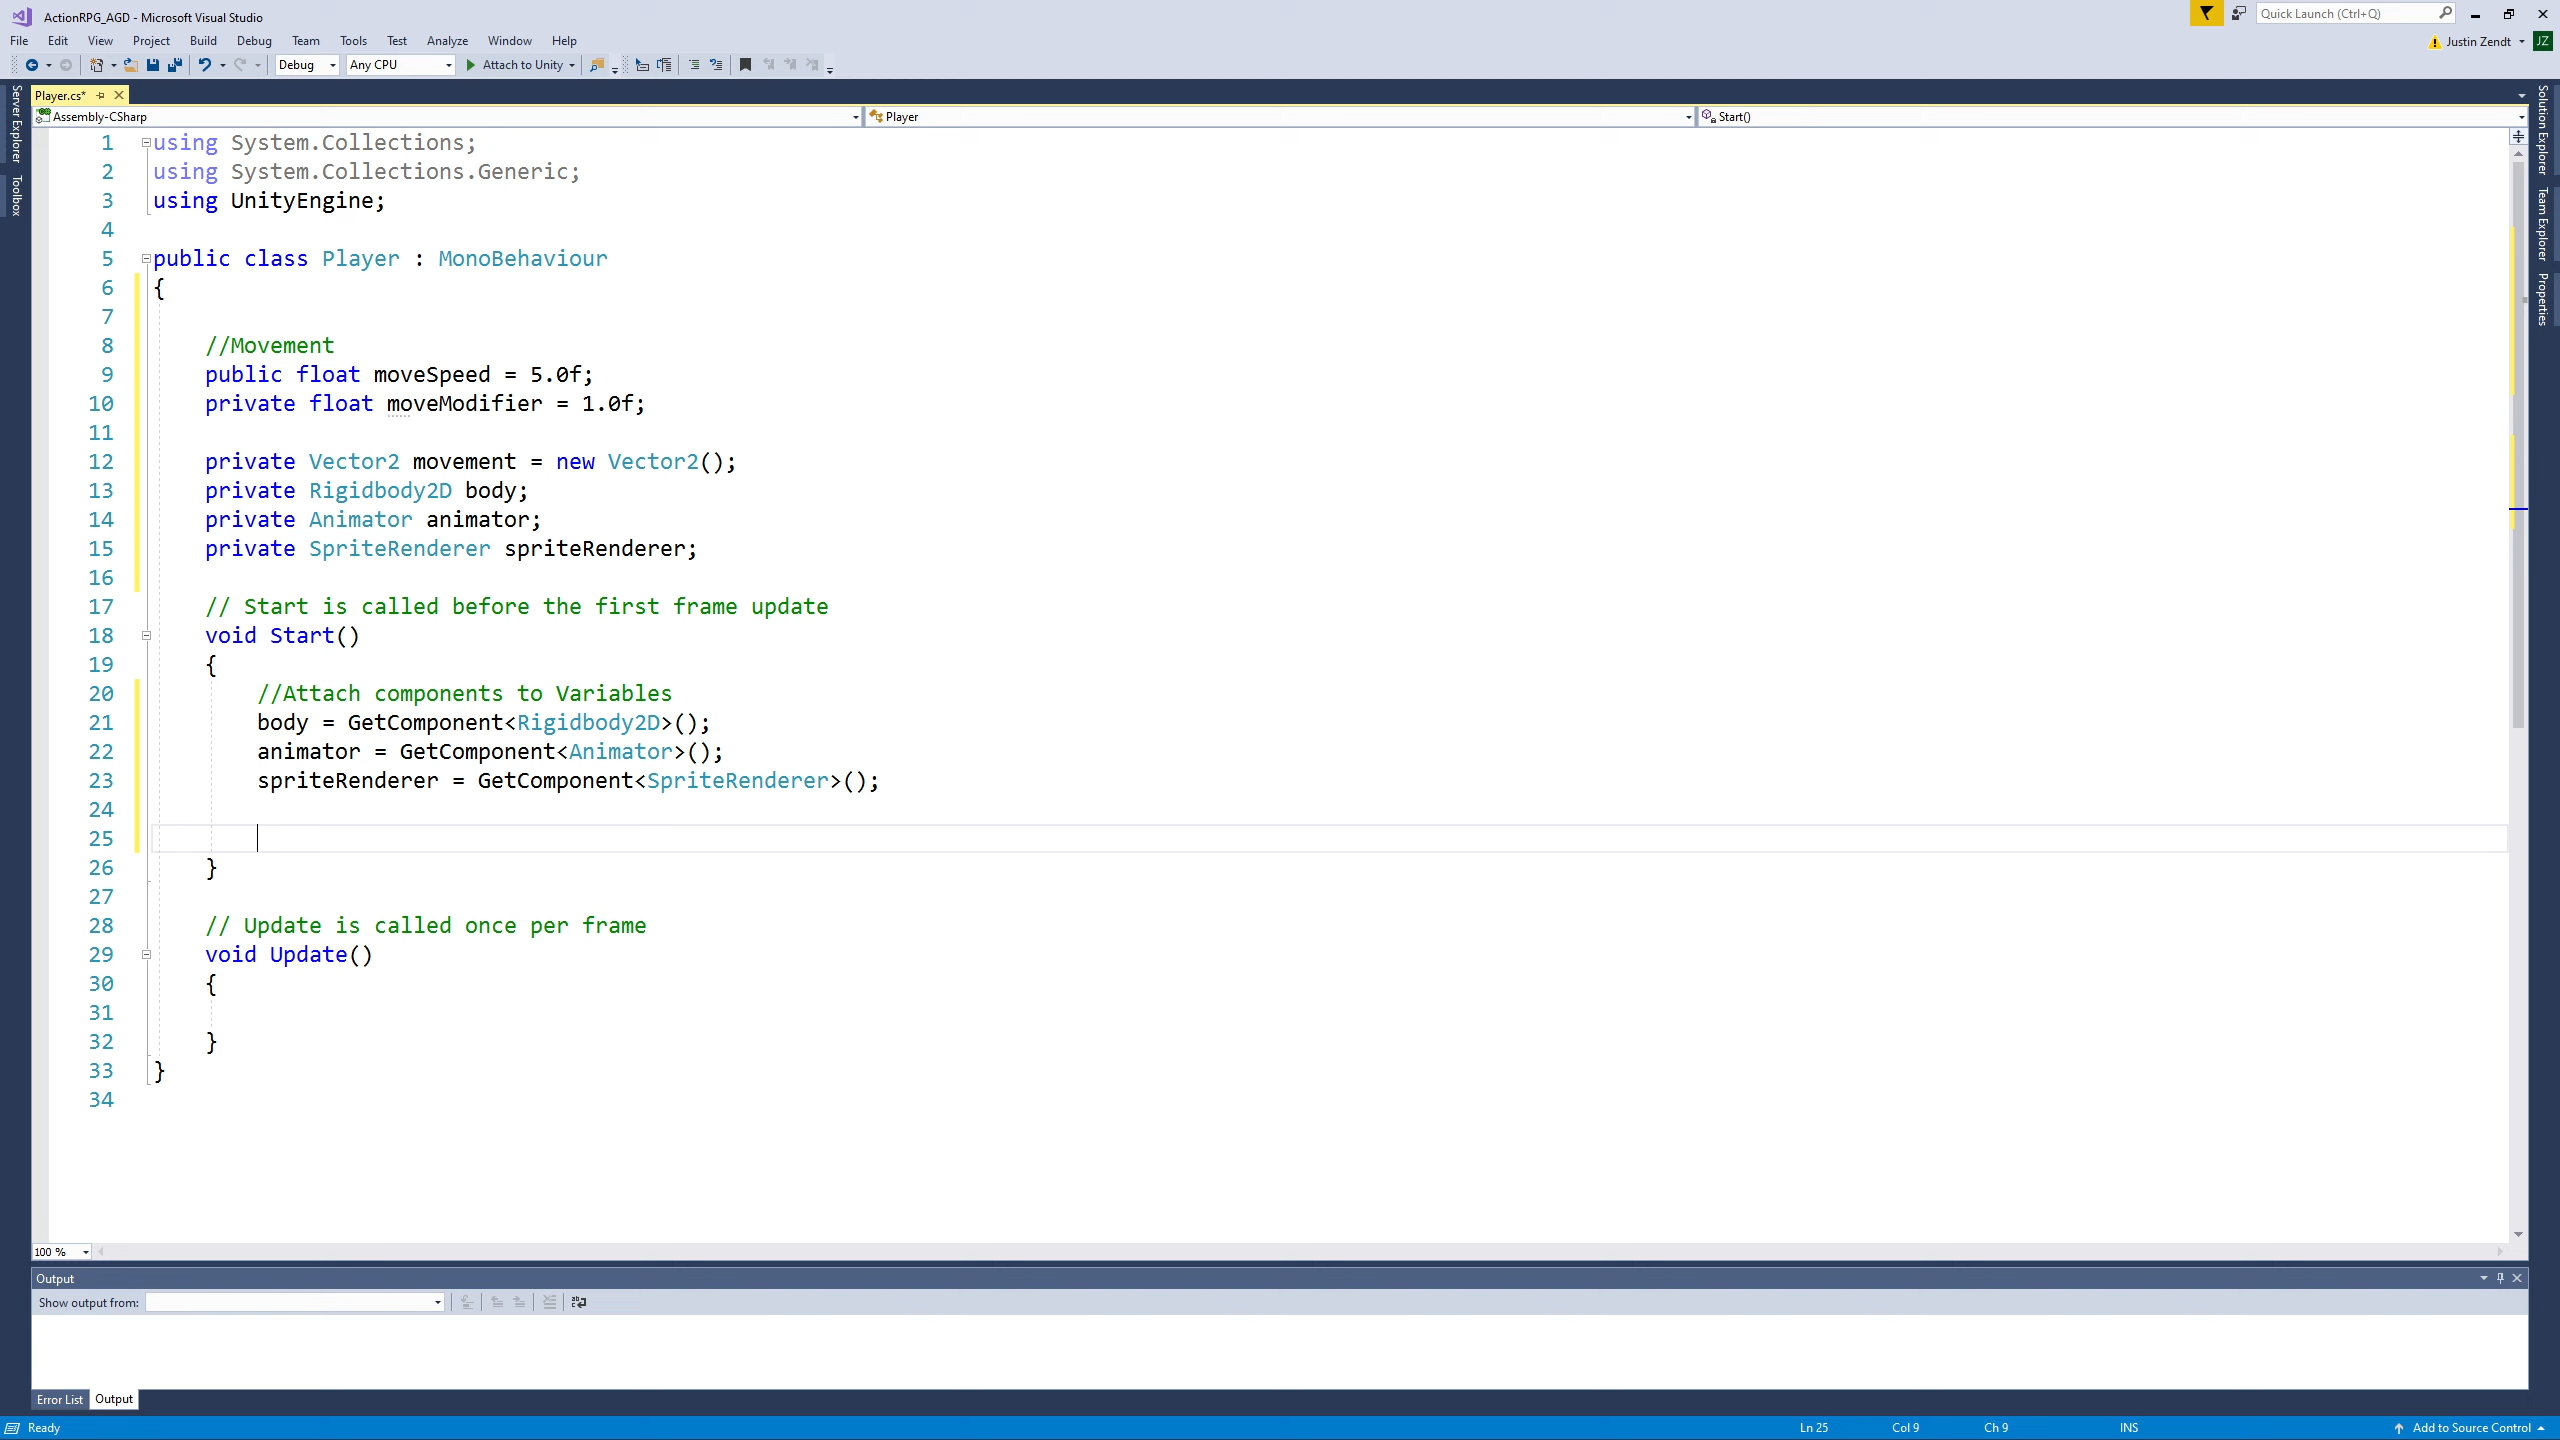 ActionRPG_AGD - Microsoft Visual Studio
Quick Launch (Ctrl+Q)
File Edit View Project Build Debug Team Tools Test Analyze Window Help
Justin Zendt JZ
Debug Any CPU Attach to Unity
Player.cs*
Assembly-CSharp Player Start()
Server Explorer
Toolbox
Solution Explorer
Team Explorer
Properties
1 using System.Collections;
2 using System.Collections.Generic;
3 using UnityEngine;
4
5 public class Player : MonoBehaviour
6 {
7
8 //Movement
9 public float moveSpeed = 5.0f;
10 private float moveModifier = 1.0f;
11
12 private Vector2 movement = new Vector2();
13 private Rigidbody2D body;
14 private Animator animator;
15 private SpriteRenderer spriteRenderer;
16
17 // Start is called before the first frame update
18 void Start()
19 {
20 //Attach components to Variables
21 body = GetComponent<Rigidbody2D>();
22 animator = GetComponent<Animator>();
23 spriteRenderer = GetComponent<SpriteRenderer>();
24
25
26 }
27
28 // Update is called once per frame
29 void Update()
30 {
31
32 }
33 }
34
100 %
Output
Show output from:
Error List Output
Ready Ln 25 Col 9 Ch 9 INS Add to Source Control